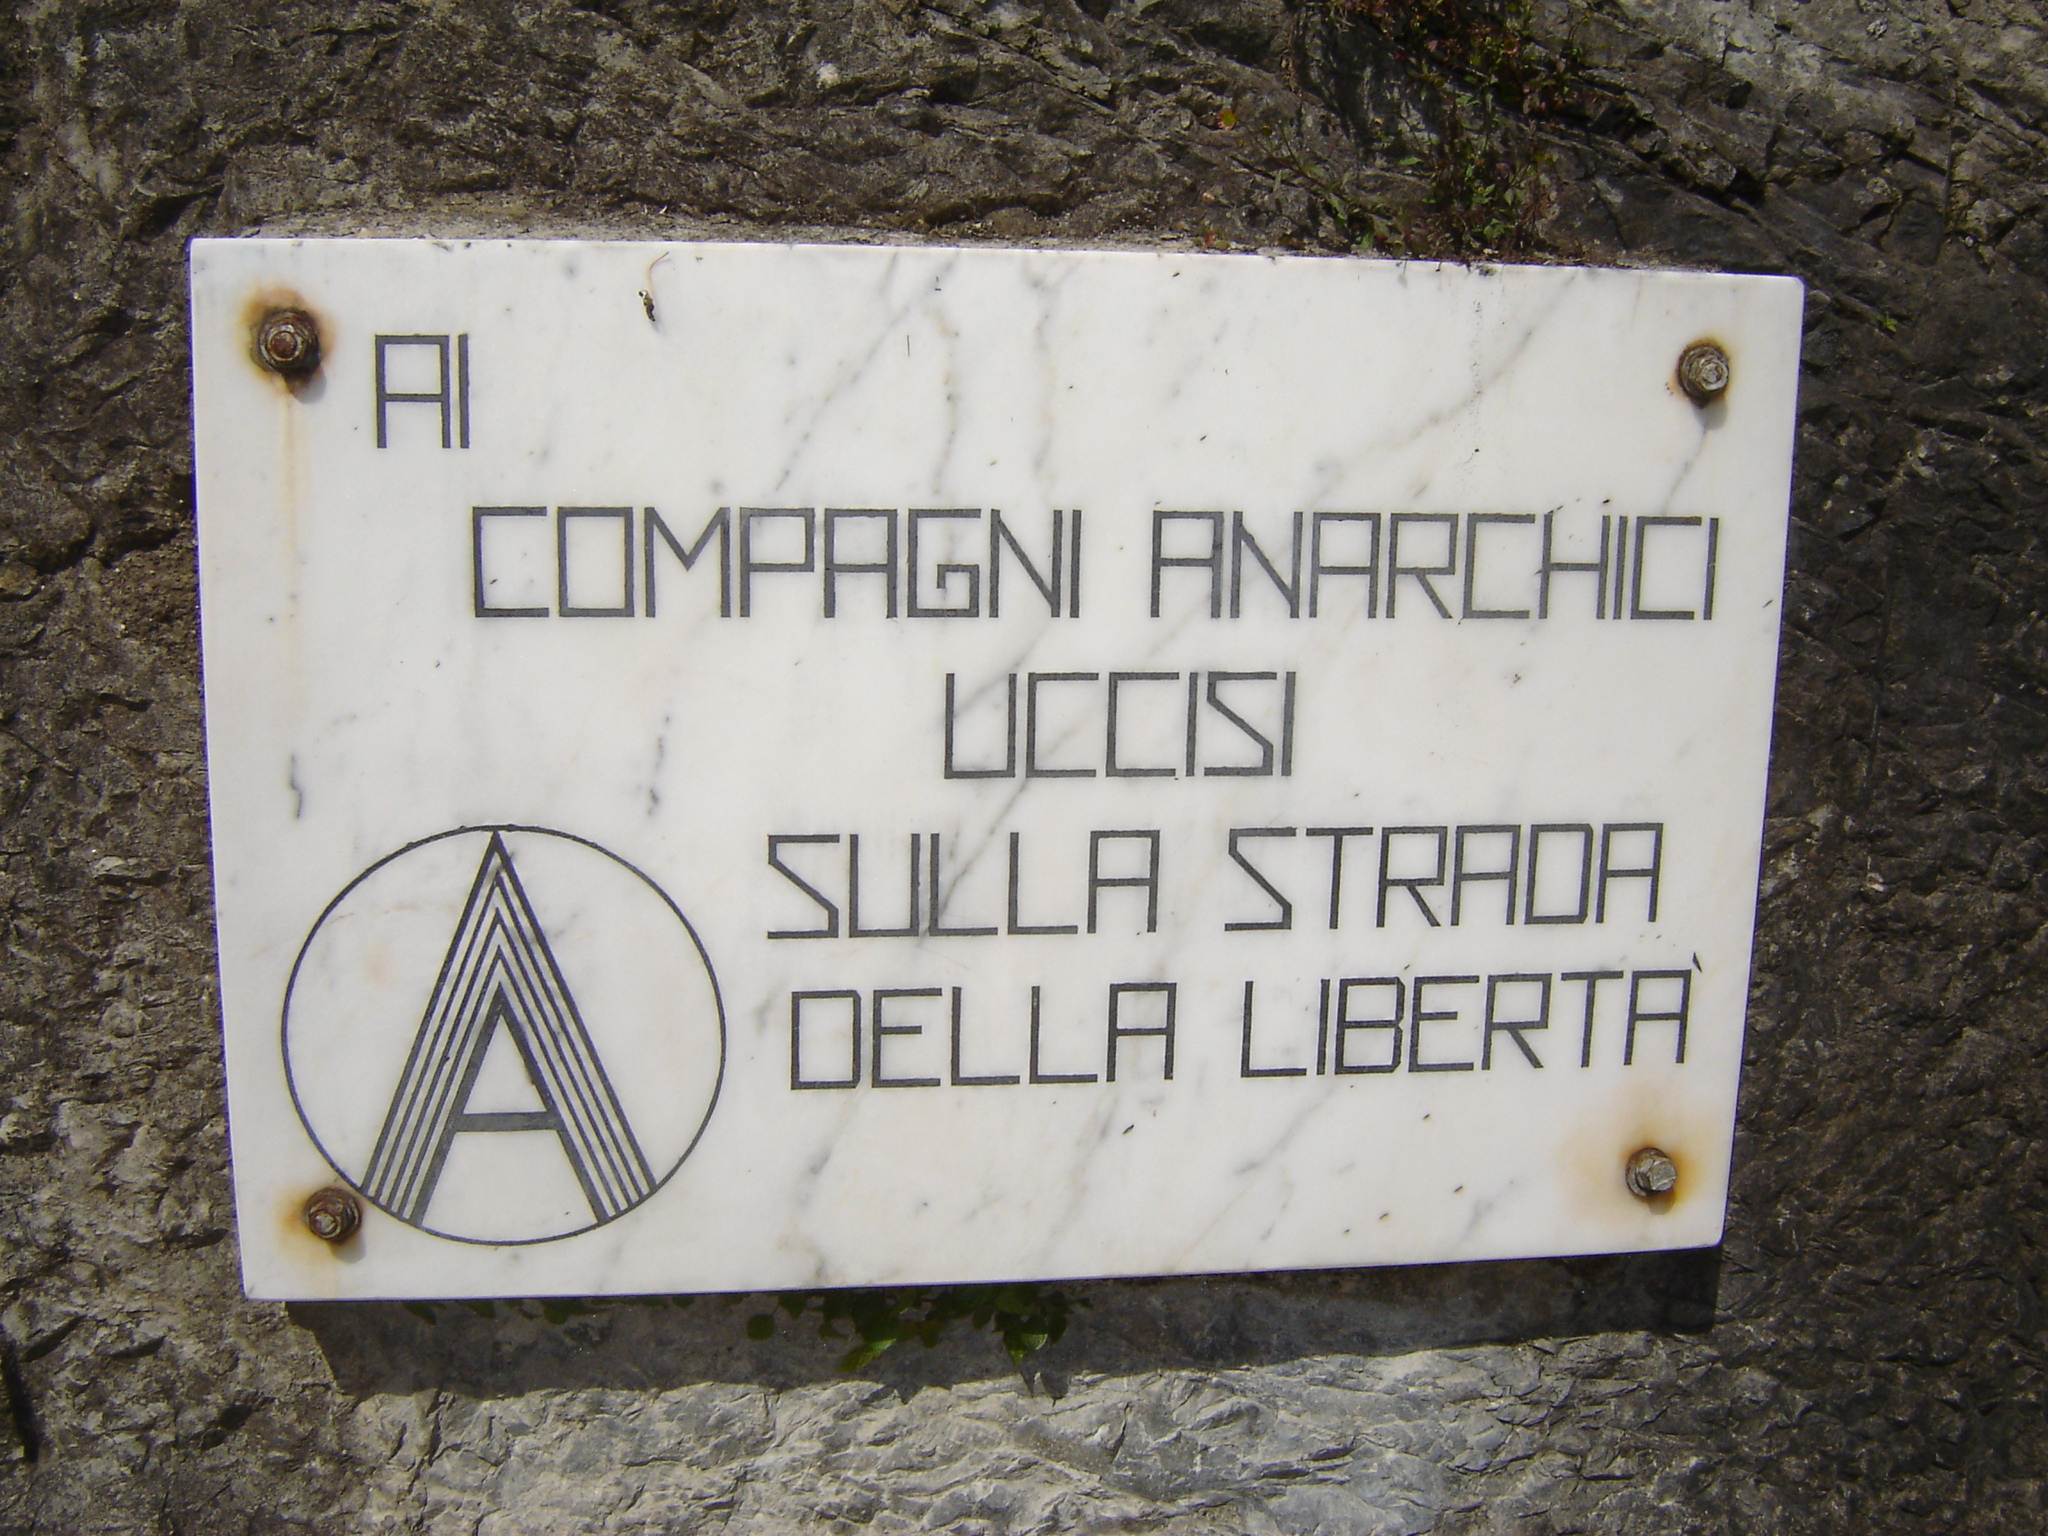 AI
COMPAGNI ANARCHICI
UCCISI
SULLA STRADA
DELLA LIBERTÀ
A